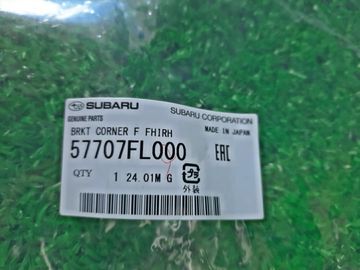 SUBARU
SUBARU CORPORATION
GENUINE PARTS
MADE IN JAPAN
BRKT CORNER F FHIRH
57707FL000
EAC
QTY 1 24.01M G
外装